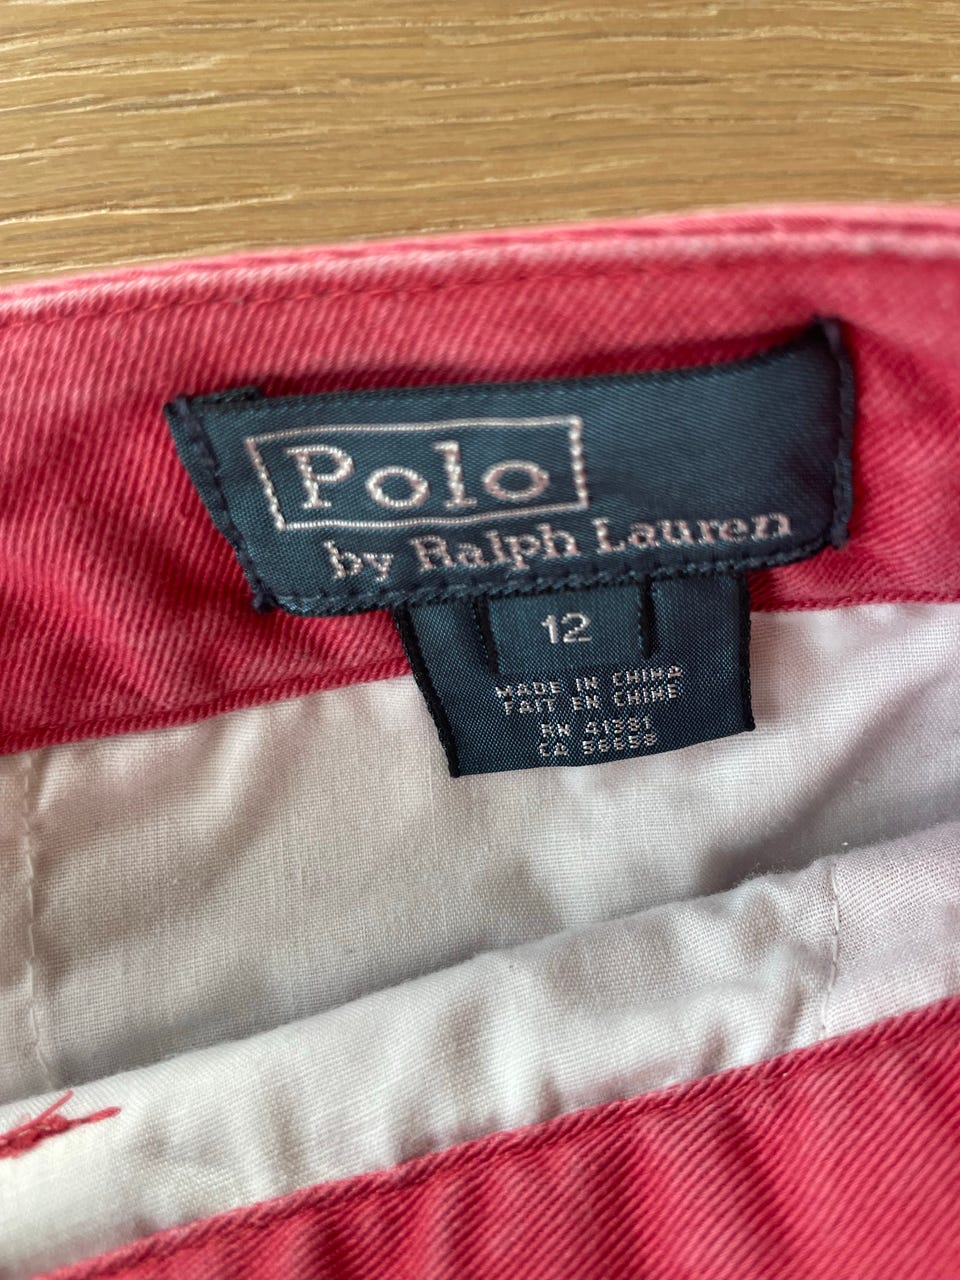 Polo
by Ralph Lauren
12
MADE IN CHINA
FAIT EN CHINE
RN 41381
CA 56658